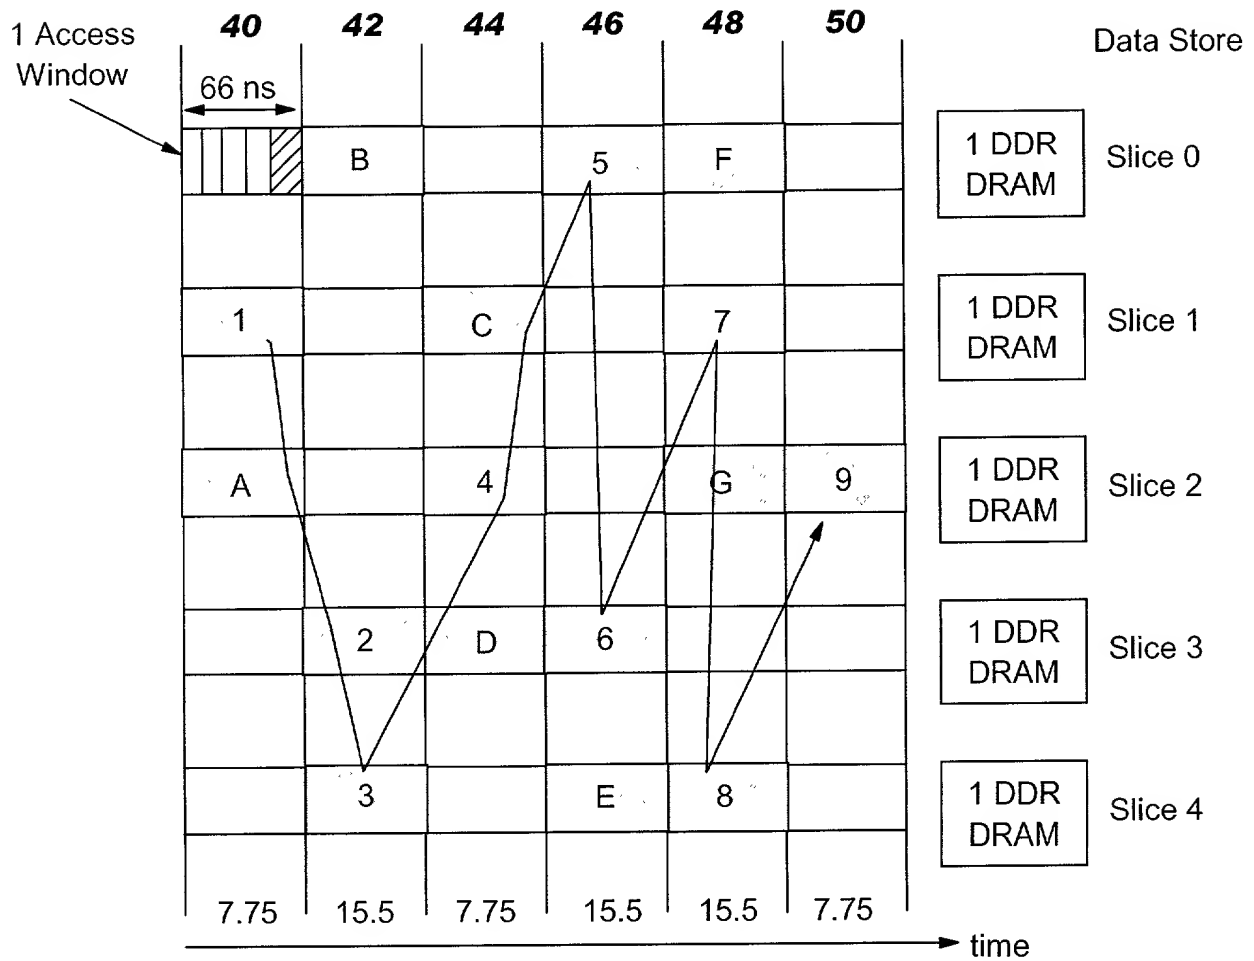 40 42 44 46 48 50
1 Access
Window
Data Store
66 ns
B 5 F
1 DDR
DRAM
Slice 0
1 C 7
1 DDR
DRAM
Slice 1
A 4 G 9
1 DDR
DRAM
Slice 2
2 D 6
1 DDR
DRAM
Slice 3
3 E 8
1 DDR
DRAM
Slice 4
7.75 15.5 7.75 15.5 15.5 7.75
time